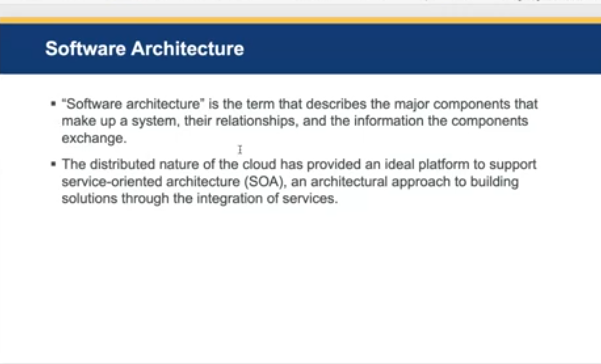 Software Architecture
▪ “Software architecture” is the term that describes the major components that
make up a system, their relationships, and the information the components
exchange.
▪ The distributed nature of the cloud has provided an ideal platform to support
service-oriented architecture (SOA), an architectural approach to building
solutions through the integration of services.